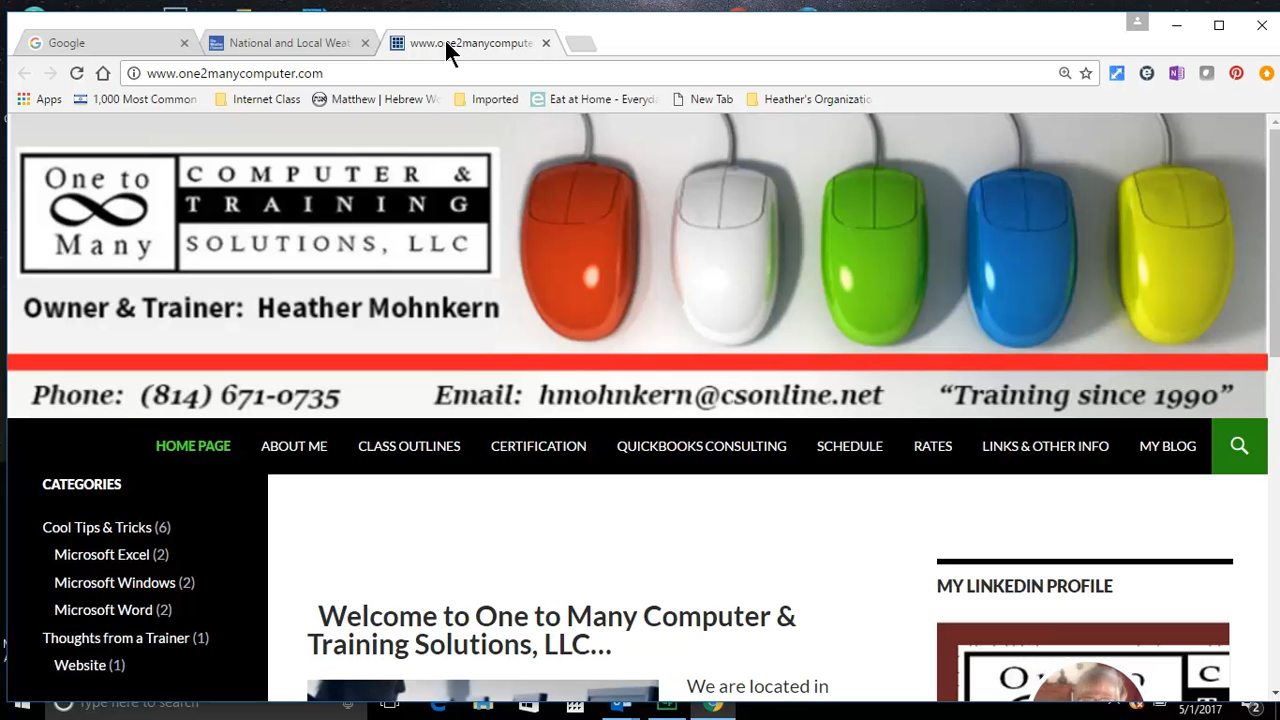 Google
National and Local Weat
www.one2manycompute
www.one2manycomputer.com
Apps
1,000 Most Common
Internet Class
Matthew | Hebrew W
Imported
Eat at Home - Everyd
New Tab
Heather's Organizatio
One to Many
COMPUTER &
TRAINING
SOLUTIONS, LLC
Owner & Trainer: Heather Mohnkern
Phone: (814) 671-0735
Email: hmohnkern@csonline.net
“Training since 1990”
HOME PAGE
ABOUT ME
CLASS OUTLINES
CERTIFICATION
QUICKBOOKS CONSULTING
SCHEDULE
RATES
LINKS & OTHER INFO
MY BLOG
CATEGORIES
Cool Tips & Tricks (6)
Microsoft Excel (2)
Microsoft Windows (2)
Microsoft Word (2)
Thoughts from a Trainer (1)
Website (1)
Welcome to One to Many Computer &
Training Solutions, LLC...
We are located in
MY LINKEDIN PROFILE
Type here to search
5/1/2017
2